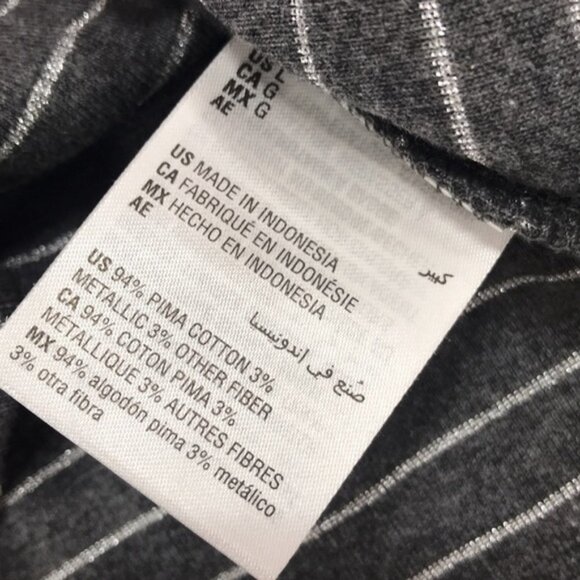 US L
CA G
MX G
AE
كبير
US MADE IN INDONESIA
CA FABRIQUÉ EN INDONÉSIE
MX HECHO EN INDONESIA
AE
صُنع في اندونيسيا
US 94% PIMA COTTON 3%
METALLIC 3% OTHER FIBER
CA 94% COTON PIMA 3%
METALLIQUE 3% AUTRES FIBRES
MX 94% algodón pima 3% metálico
3% otra fibra